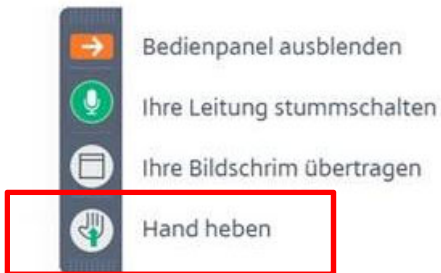 Bedienpanel ausblenden
Ihre Leitung stummschalten
Ihre Bildschrim übertragen
Hand heben